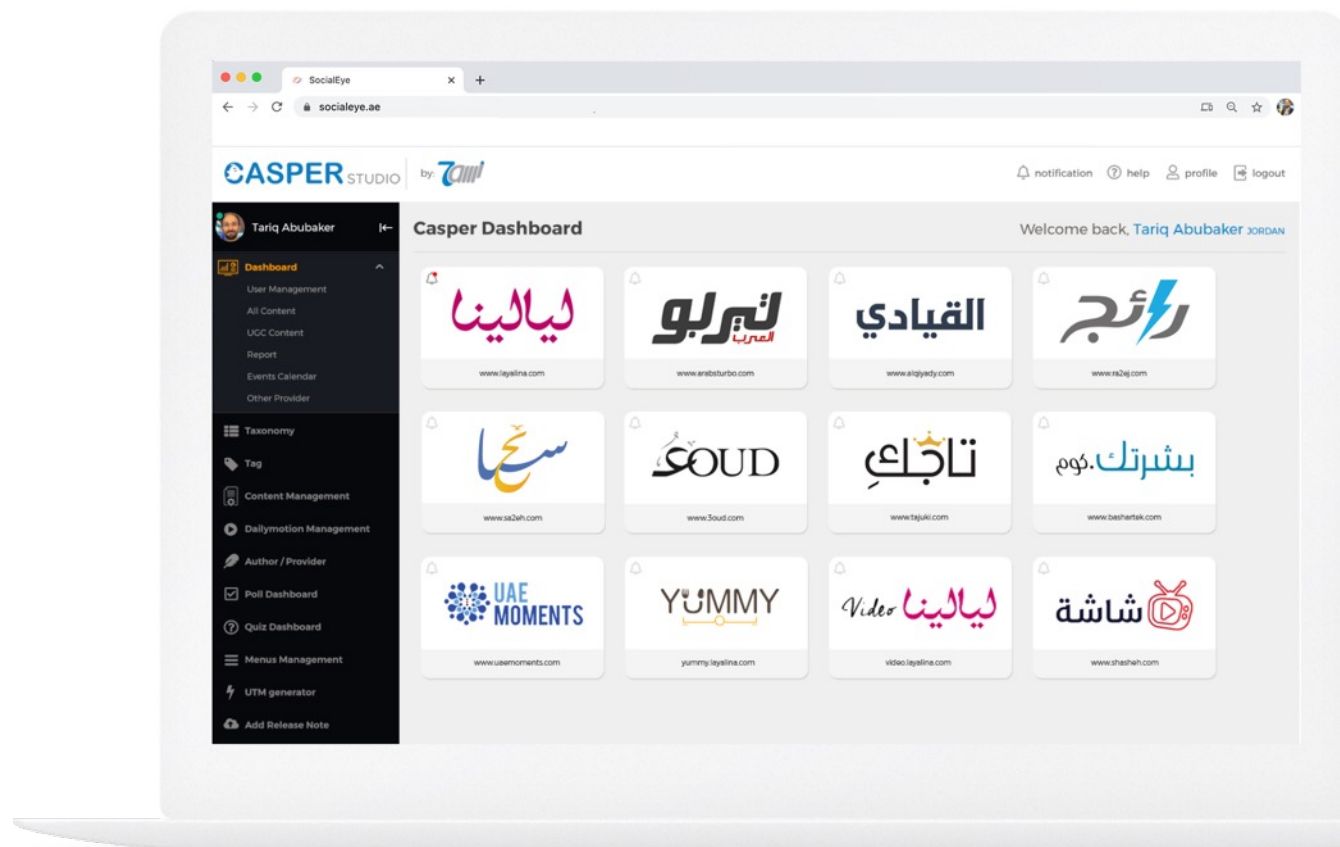 SocialEye
socialeye.ae
CASPER STUDIO by: 7awi
notification help profile logout
Tariq Abubaker
Casper Dashboard
Welcome back, Tariq Abubaker JORDAN
Dashboard
User Management
All Content
UGC Content
Report
Events Calendar
Other Provider
Taxonomy
Tag
Content Management
Dailymotion Management
Author / Provider
Poll Dashboard
Quiz Dashboard
Menus Management
UTM generator
Add Release Note
ليالينا
www.layalina.com
تيربو العرب
www.arabsturbo.com
القيادي
www.alqiyady.com
رائج
www.ra2ej.com
www.sa2eh.com
3OUD
www.3oud.com
تاجكِ
www.tajuki.com
بشرتك.كوم
www.bashartek.com
UAE
MOMENTS
www.uaemoments.com
YUMMY
yummy.layalina.com
Video ليالينا
video.layalina.com
شاشة
www.shasheh.com